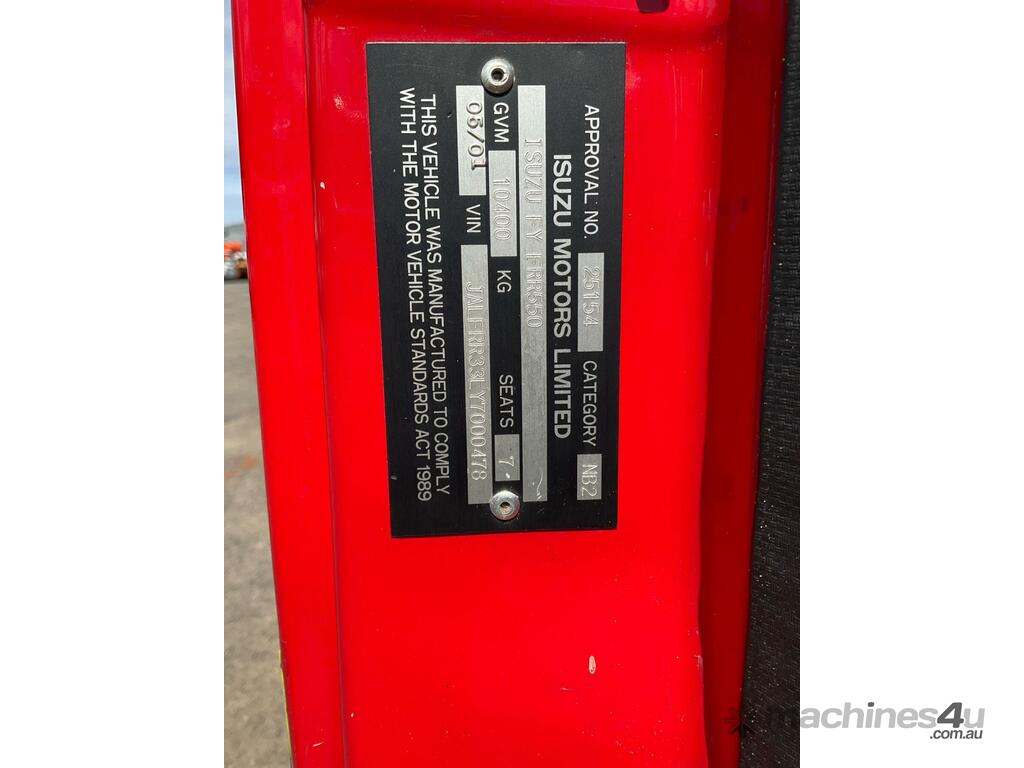 APPROVAL NO. 25154 CATEGORY NB2
ISUZU MOTORS LIMITED
ISUZU FY FRR550
GVM 10400 KG SEATS 7
05/01 VIN JALFRR33LY7000478
THIS VEHICLE WAS MANUFACTURED TO COMPLY
WITH THE MOTOR VEHICLE STANDARDS ACT 1989
machines4u
.com.au